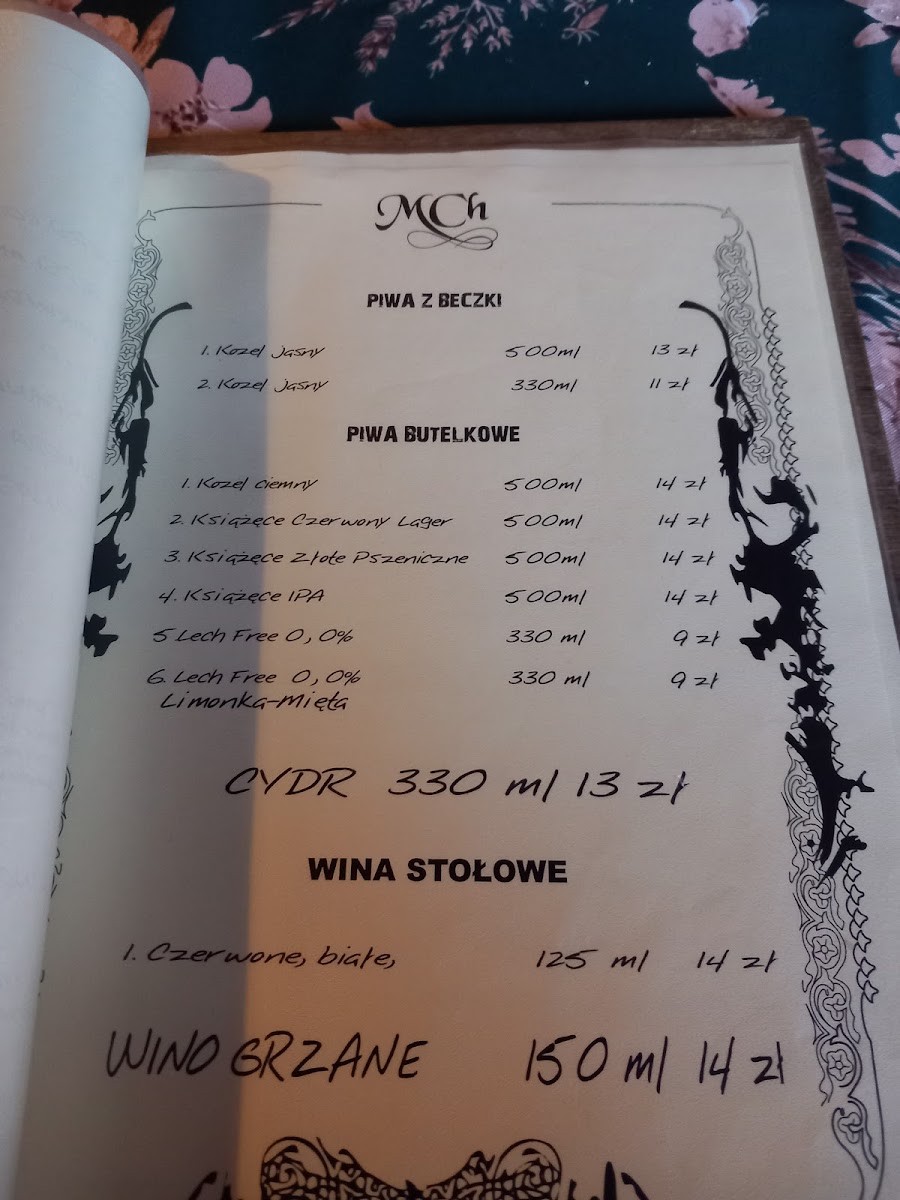 MCh
PIWA Z BECZKI
1. Kozel jasny 500ml 13 zł
2. Kozel jasny 330ml 11 zł
PIWA BUTELKOWE
1. Kozel ciemny 500ml 14 zł
2. Książęce Czerwony Lager 500ml 14 zł
3. Książęce Złote Pszeniczne 500ml 14 zł
4. Książęce IPA 500ml 14 zł
5 Lech Free 0,0% 330 ml 9 zł
6. Lech Free 0,0% 330 ml 9 zł
Limonka-Mięta
CYDR 330 ml 13 zł
WINA STOŁOWE
1. Czerwone, białe, 125 ml 14 zł
WINO GRZANE 150 ml 14 zł